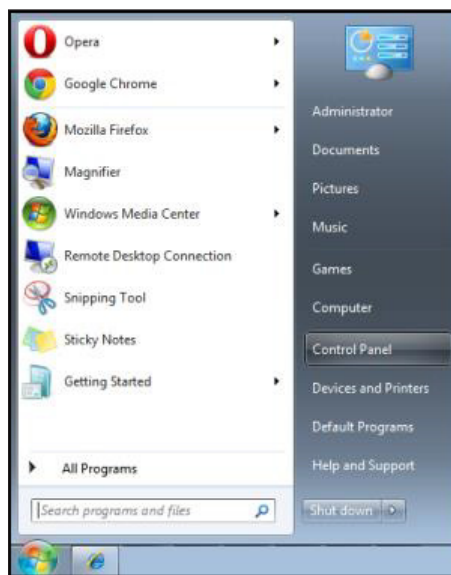 Opera
Google Chrome
Mozilla Firefox
Magnifier
Windows Media Center
Remote Desktop Connection
Snipping Tool
Sticky Notes
Getting Started
All Programs
Search programs and files
Administrator
Documents
Pictures
Music
Games
Computer
Control Panel
Devices and Printers
Default Programs
Help and Support
Shut down